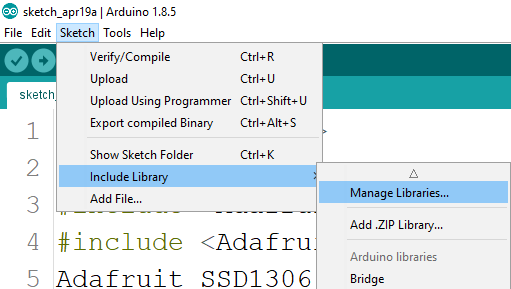 sketch_apr19a | Arduino 1.8.5
File Edit Sketch Tools Help
Verify/Compile Ctrl+R
Upload Ctrl+U
Upload Using Programmer Ctrl+Shift+U
Export compiled Binary Ctrl+Alt+S
Show Sketch Folder Ctrl+K
Include Library
Add File...
Manage Libraries...
Add .ZIP Library...
Arduino libraries
Bridge
sketch_
1 >
2
3 #include
4 #include <Adafru
5 Adafruit SSD1306